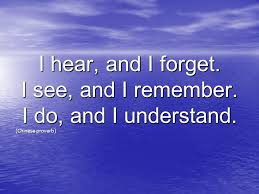 I hear, and I forget.
I see, and I remember.
I do, and I understand.
(Chinese proverb)